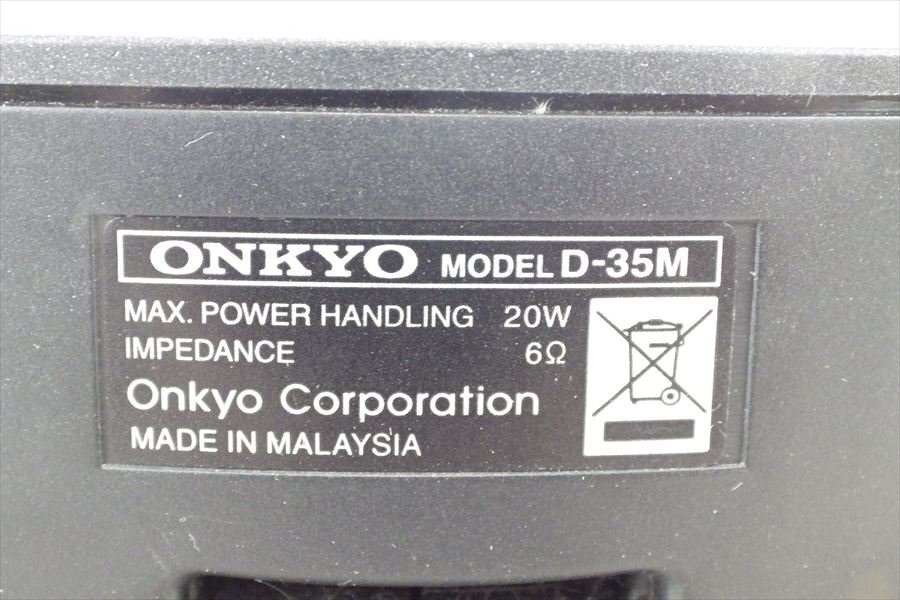 ONKYO MODEL D-35M
MAX. POWER HANDLING 20W
IMPEDANCE 6Ω
Onkyo Corporation
MADE IN MALAYSIA